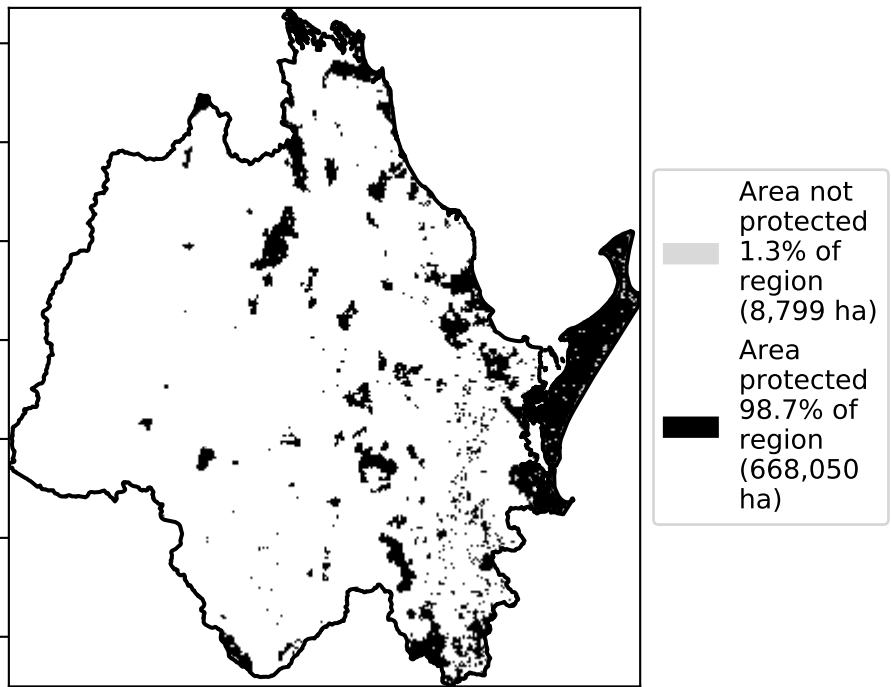 Area not
protected
1.3% of
region
(8,799 ha)
Area
protected
98.7% of
region
(668,050
ha)